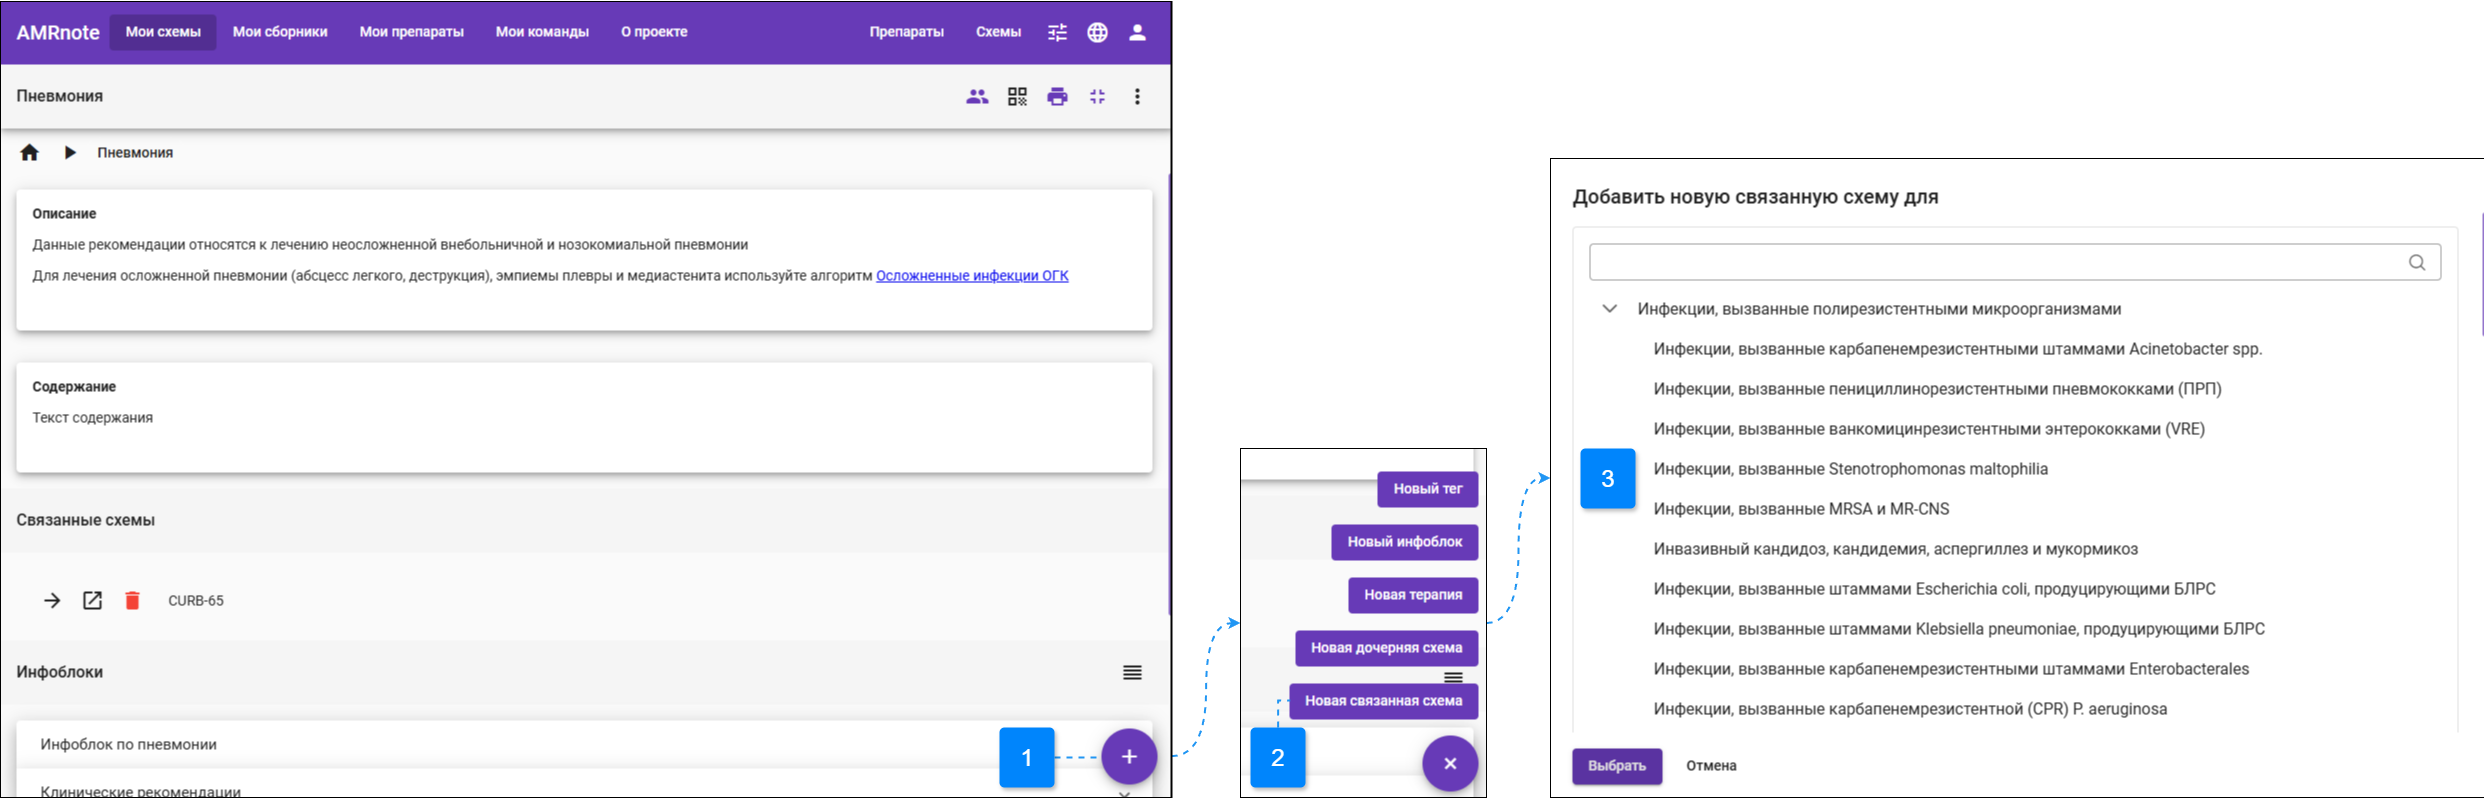 AMRnote Мои схемы Мои сборники Мои препараты Мои команды О проекте Препараты Схемы
Пневмония
Пневмония
Описание
Данные рекомендации относятся к лечению неосложненной внебольничной и нозокомиальной пневмонии
Для лечения осложненной пневмонии (абсцесс легкого, деструкция), эмпиемы плевры и медиастенита используйте алгоритм Осложненные инфекции ОГК
Содержание
Текст содержания
Связанные схемы
CURB-65
Инфоблоки
Инфоблок по пневмонии
Клинические рекомендации
1
Новый тег
Новый инфоблок
Новая терапия
Новая дочерняя схема
Новая связанная схема
2
Добавить новую связанную схему для
Инфекции, вызванные полирезистентными микроорганизмами
Инфекции, вызванные карбапенемрезистентными штаммами Acinetobacter spp.
Инфекции, вызванные пенициллинорезистентными пневмококками (ПРП)
Инфекции, вызванные ванкомицинрезистентными энтерококками (VRE)
3
Инфекции, вызванные Stenotrophomonas maltophilia
Инфекции, вызванные MRSA и MR-CNS
Инвазивный кандидоз, кандидемия, аспергиллез и мукормикоз
Инфекции, вызванные штаммами Escherichia coli, продуцирующими БЛРС
Инфекции, вызванные штаммами Klebsiella pneumoniae, продуцирующими БЛРС
Инфекции, вызванные карбапенемрезистентными штаммами Enterobacterales
Инфекции, вызванные карбапенемрезистентной (CPR) P. aeruginosa
Выбрать Отмена